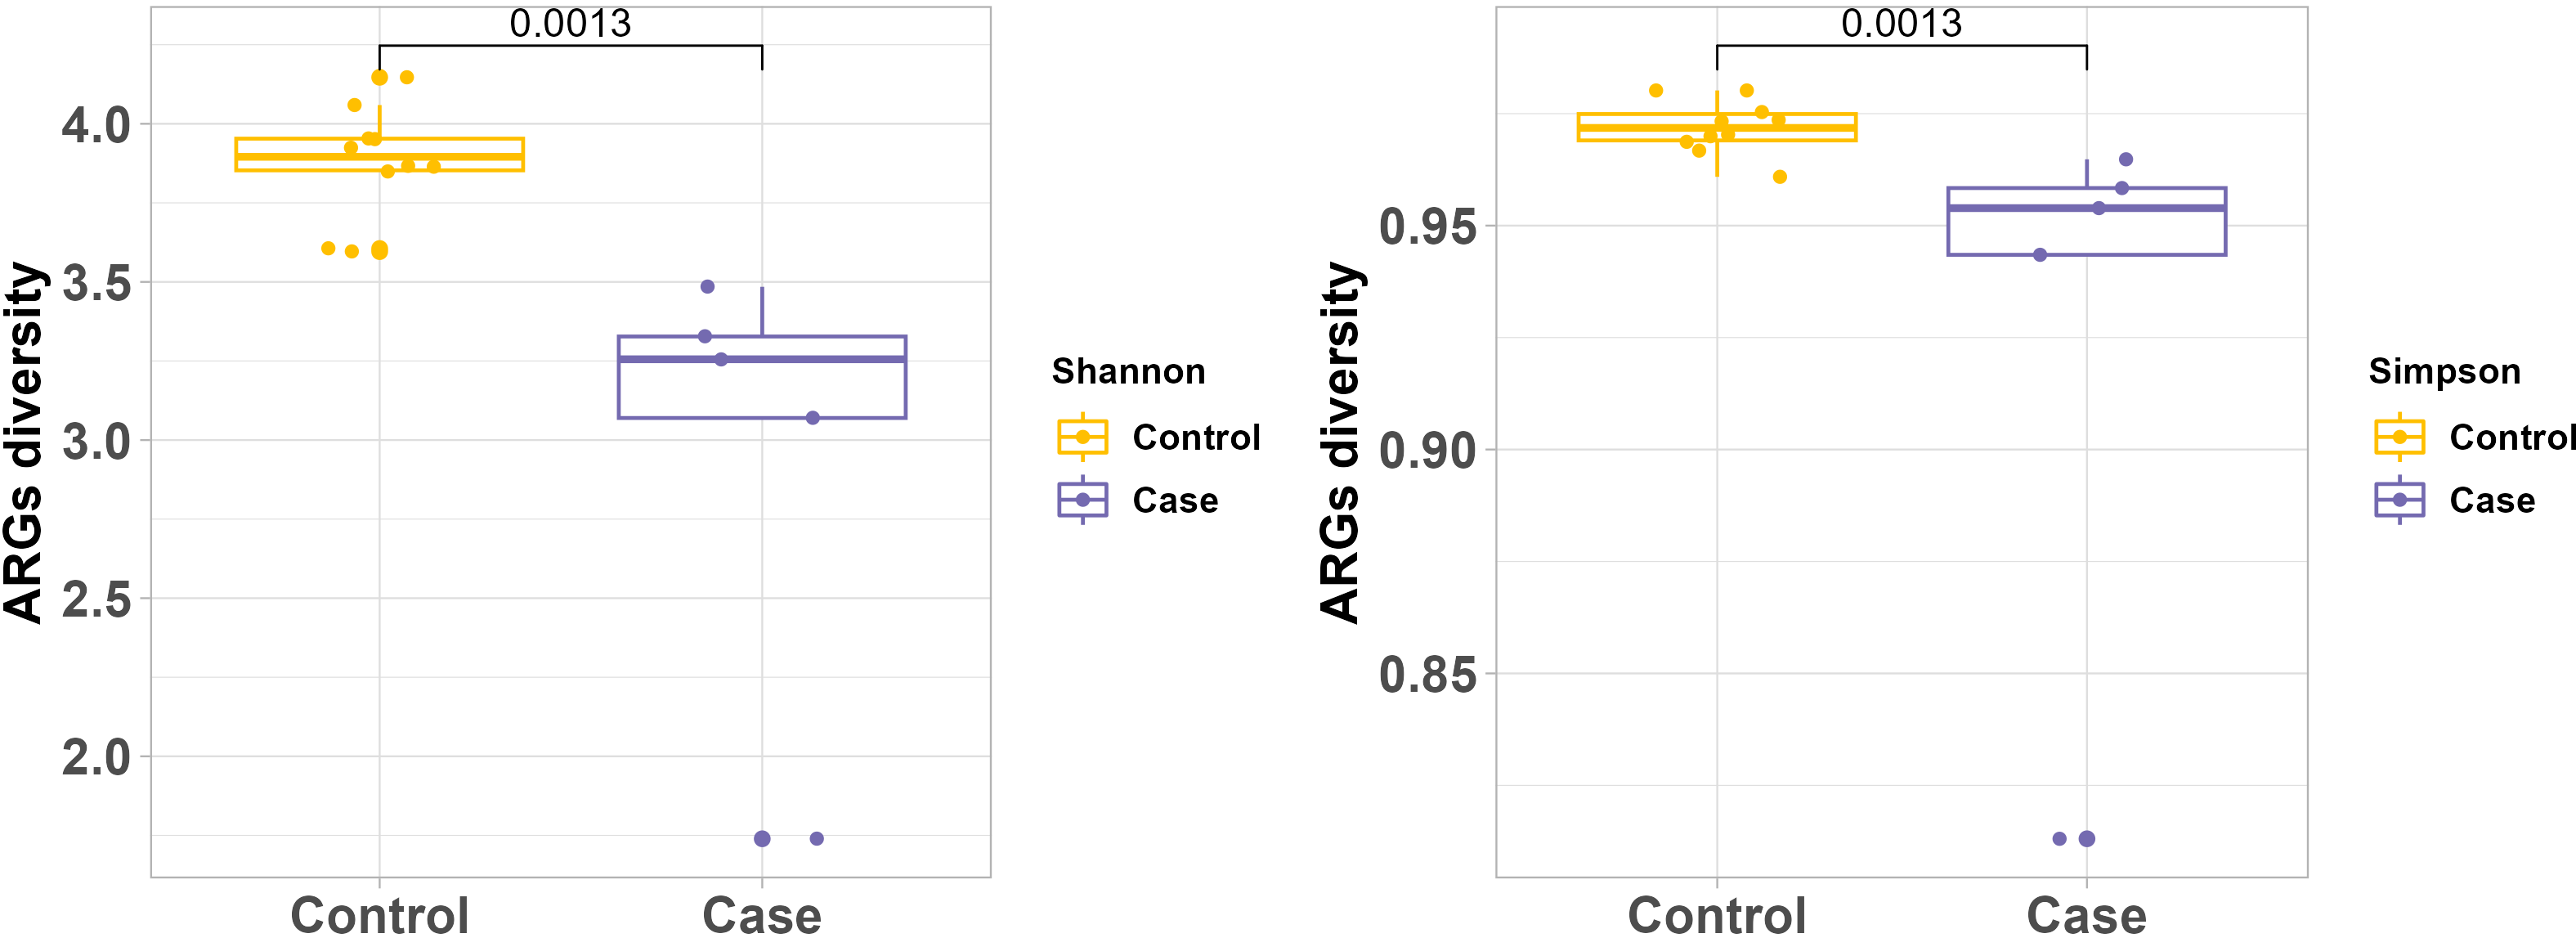 0.0013
4.0
3.5
3.0
2.5
2.0
ARGs diversity
Control
Case
Shannon
Control
Case
0.0013
0.95
0.90
0.85
ARGs diversity
Control
Case
Simpson
Control
Case